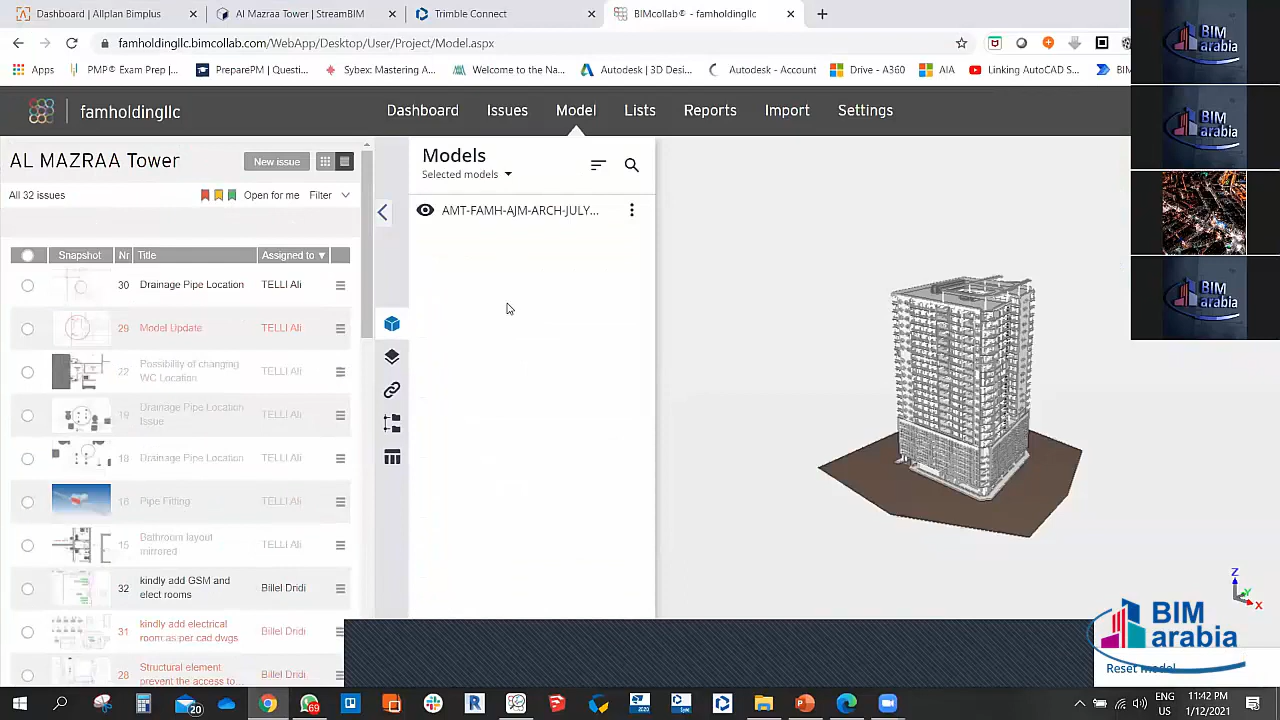 Dashboard | Allplan Bimplus
Al Mazraa Tower | StreamBIM
Trimble Connect
BIMcollab® - famholdingllc
famholdingllc.bimcollab.com/WebApp/Desktop/User/Project/Model.aspx
Apps
PMP® Exam Prep |...
PreparePM | Questi...
Sybex Mastering ...
Welcome to the Na...
Autodesk | 3D Desi...
Autodesk - Account
Drive - A360
AIA
Linking AutoCAD S...
BIM
famholdingllc
Dashboard
Issues
Model
Lists
Reports
Import
Settings
AL MAZRAA Tower
New issue
All 32 issues
Open for me
Filter
Snapshot
Nr
Title
Assigned to ▼
30 Drainage Pipe Location TELLI Ali
29 Model Update TELLI Ali
22 Possibility of changing
WC Location TELLI Ali
19 Drainage Pipe Location
Issue TELLI Ali
18 Drainage Pipe Location TELLI Ali
16 Pipe Fitting TELLI Ali
15 Bathroom layout
mirrored TELLI Ali
32 kindly add GSM and
elect rooms Billel Dridi
31 kindly add electrical
room as per cad dwgs Billel Dridi
28 Structural element
prevent the access to... Billel Dridi
Models
Selected models
AMT-FAMH-AJM-ARCH-JULY...
Z
Y
X
Reset model
BIM
arabia
BIM
arabia
BIM
arabia
BIM
arabia
20
69
ENG
US
11:42 PM
1/12/2021